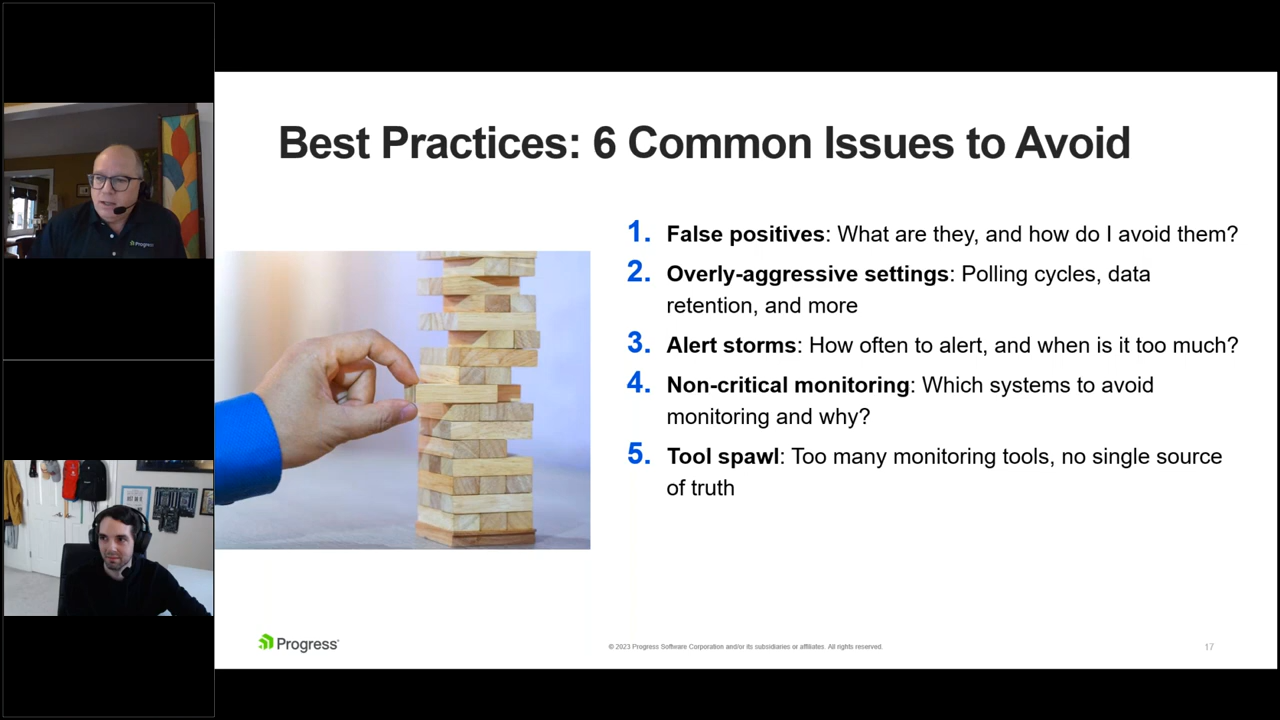 Best Practices: 6 Common Issues to Avoid
1. False positives: What are they, and how do I avoid them?
2. Overly-aggressive settings: Polling cycles, data
retention, and more
3. Alert storms: How often to alert, and when is it too much?
4. Non-critical monitoring: Which systems to avoid
monitoring and why?
5. Tool spawl: Too many monitoring tools, no single source
of truth
Progress
Progress
© 2023 Progress Software Corporation and/or its subsidiaries or affiliates. All rights reserved.
17